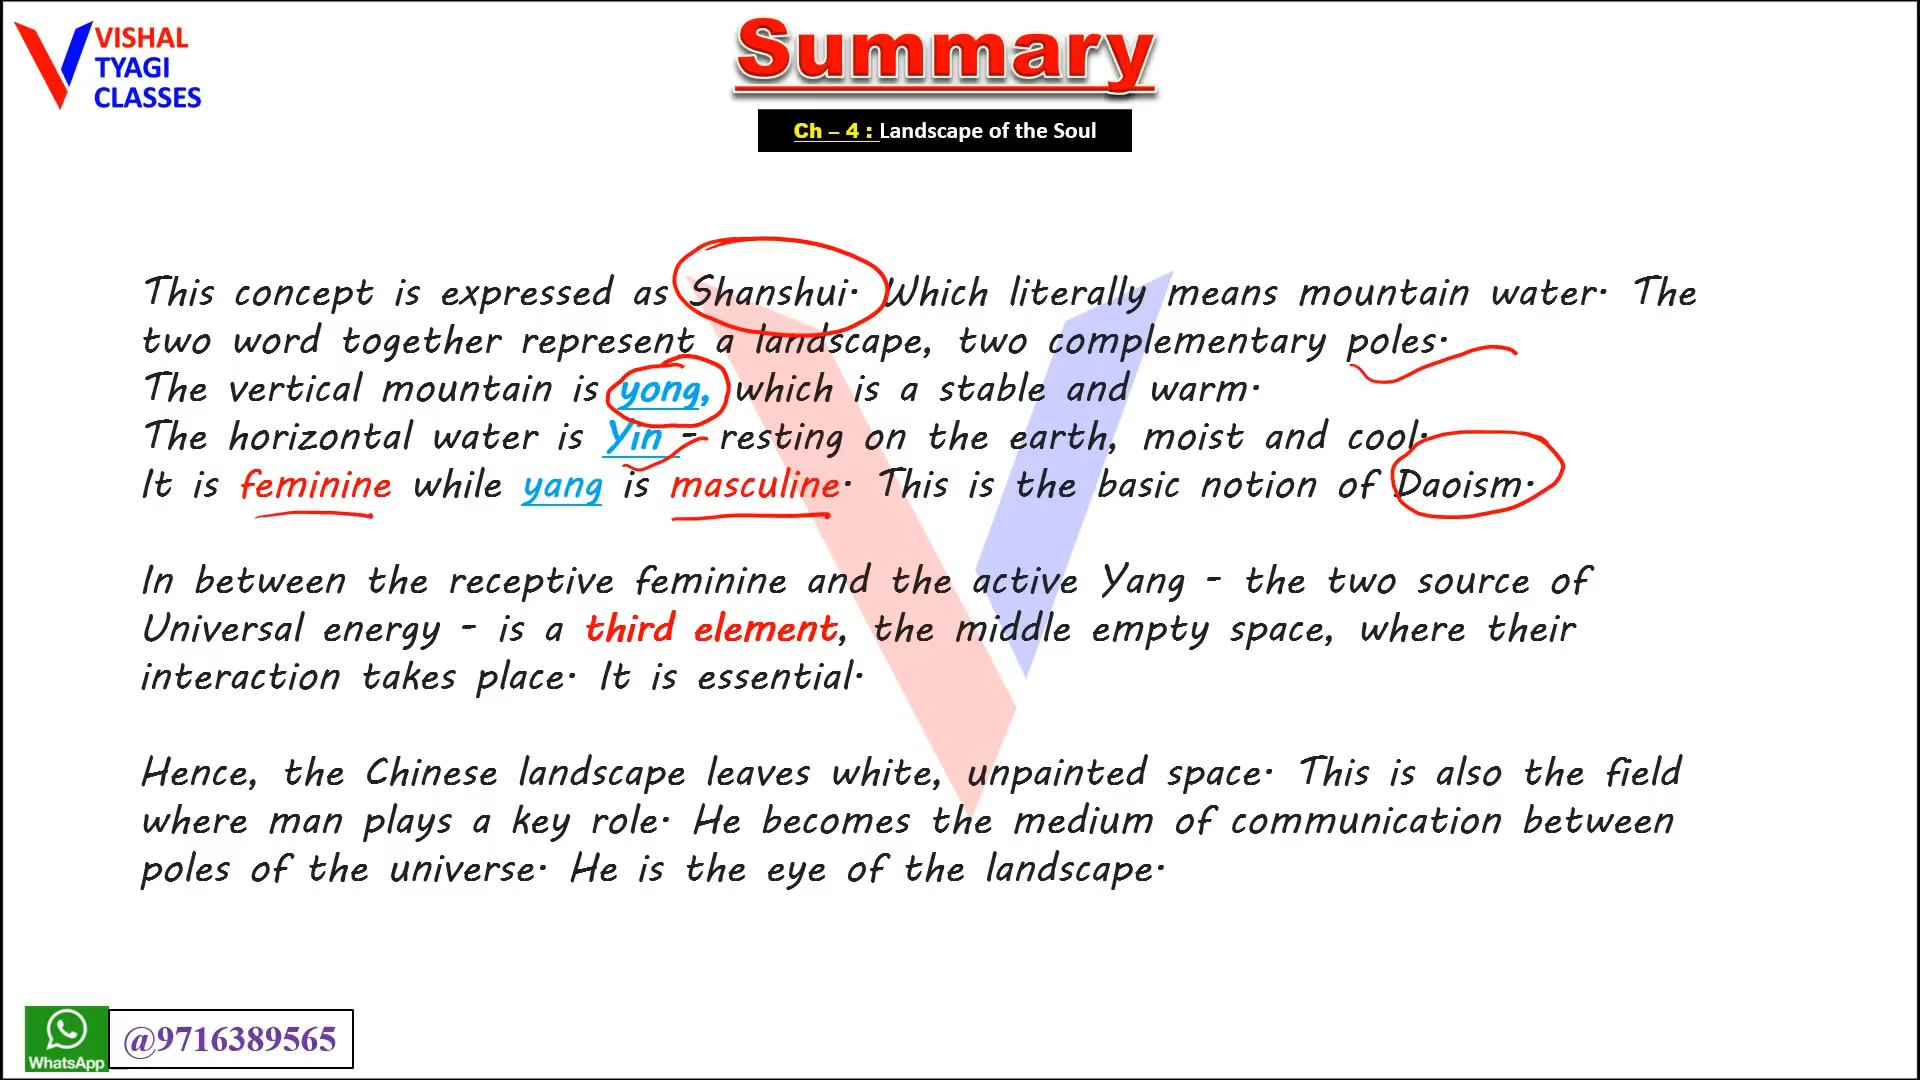 VISHAL
TYAGI
CLASSES
Summary
Ch – 4 : Landscape of the Soul
This concept is expressed as Shanshui. Which literally means mountain water. The
two word together represent a landscape, two complementary poles.
The vertical mountain is yong, which is a stable and warm.
The horizontal water is Yin - resting on the earth, moist and cool.
It is feminine while yang is masculine. This is the basic notion of Daoism.
In between the receptive feminine and the active Yang - the two source of
Universal energy - is a third element, the middle empty space, where their
interaction takes place. It is essential.
Hence, the Chinese landscape leaves white, unpainted space. This is also the field
where man plays a key role. He becomes the medium of communication between
poles of the universe. He is the eye of the landscape.
WhatsApp
@9716389565